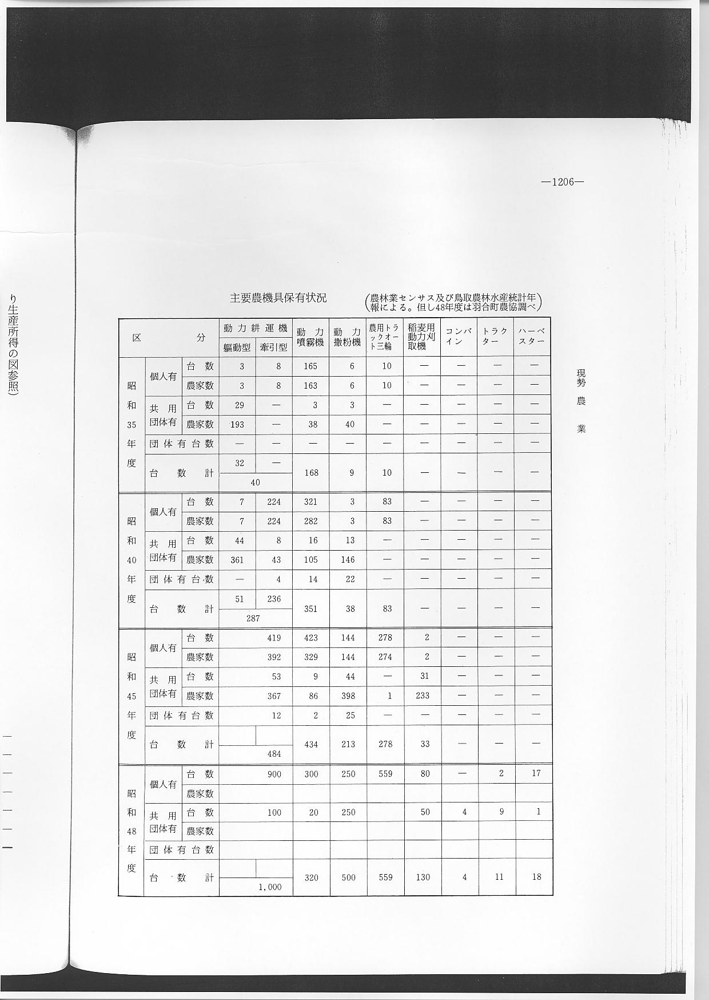 —1206—
現勢 農 業
主要農機具保有状況
(農林業センサス及び鳥取農林水産統計年
報による。但し48年度は羽合町農協調べ)
区 分 動力耕運機 動力噴霧機 動力撒粉機 農用トラックオート三輪 稲麦用動力刈取機 コンバイン トラクター ハーベスター
軀動型 牽引型
昭和35年度
個人有 台数 3 8 165 6 10 — — — —
農家数 3 8 163 6 10 — — — —
共用団体有 台数 29 — 3 3 — — — — —
農家数 193 — 38 40 — — — — —
団体有台数 — — — — — — — — —
台数計 32 — 168 9 10 — — — —
40
昭和40年度
個人有 台数 7 224 321 3 83 — — — —
農家数 7 224 282 3 83 — — — —
共用団体有 台数 44 8 16 13 — — — — —
農家数 361 43 105 146 — — — — —
団体有台数 — 4 14 22 — — — — —
台数計 51 236 351 38 83 — — — —
287
昭和45年度
個人有 台数 419 423 144 278 2 — — —
農家数 392 329 144 274 2 — — —
共用団体有 台数 53 9 44 — 31 — — —
農家数 367 86 398 1 233 — — —
団体有台数 12 2 25 — — — — —
台数計 434 213 278 33 — — —
484
昭和48年度
個人有 台数 900 300 250 559 80 — 2 17
農家数
共用団体有 台数 100 20 250 50 4 9 1
農家数
団体有台数
台数計 320 500 559 130 4 11 18
1,000
り生産所得の図参照)